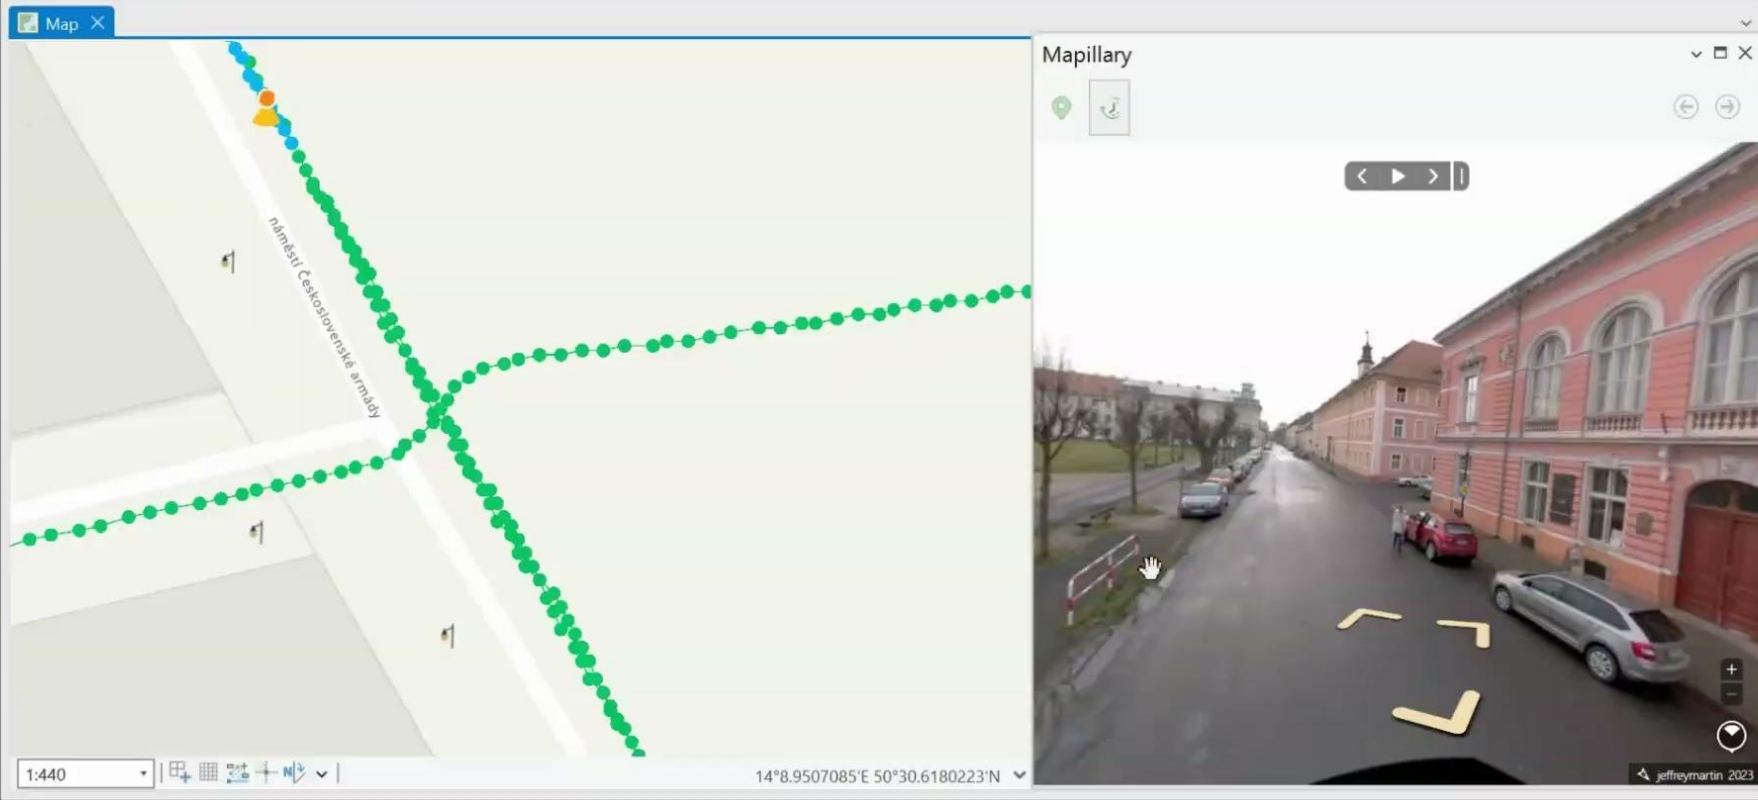 Map
Mapillary
náměstí Československé armády
1:440
14°8.9507085'E 50°30.6180223'N
jeffreymartin 2023